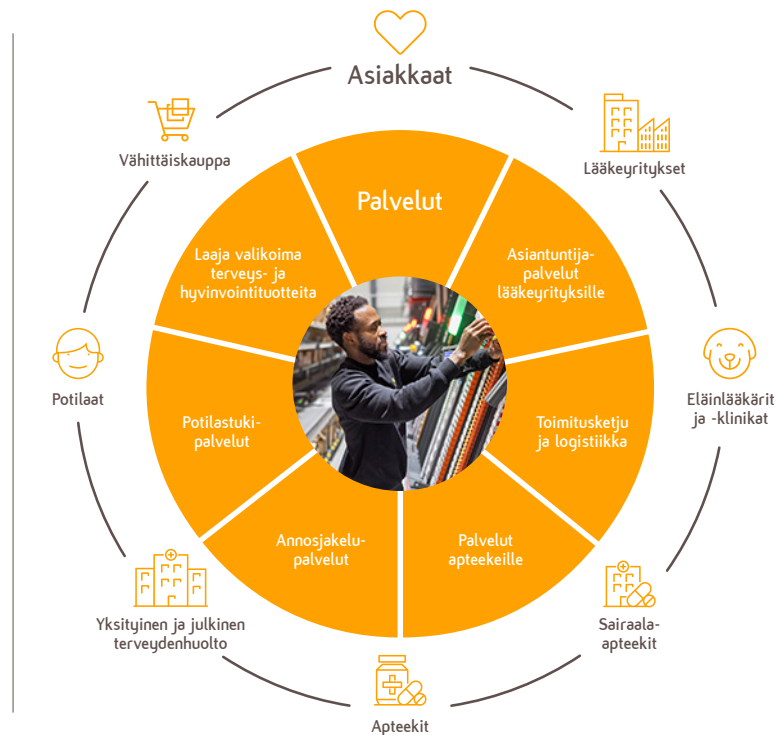 Asiakkaat
Lääkeyritykset
Eläinlääkärit
ja -klinikat
Sairaala-
apteekit
Apteekit
Yksityinen ja julkinen
terveydenhuolto
Potilaat
Vähittäiskauppa
Palvelut
Asiantuntija-
palvelut
lääkeyrityksille
Toimitusketju
ja logistiikka
Palvelut
apteekeille
Annosjakelu-
palvelut
Potilastuki-
palvelut
Laaja valikoima
terveys- ja
hyvinvointituotteita